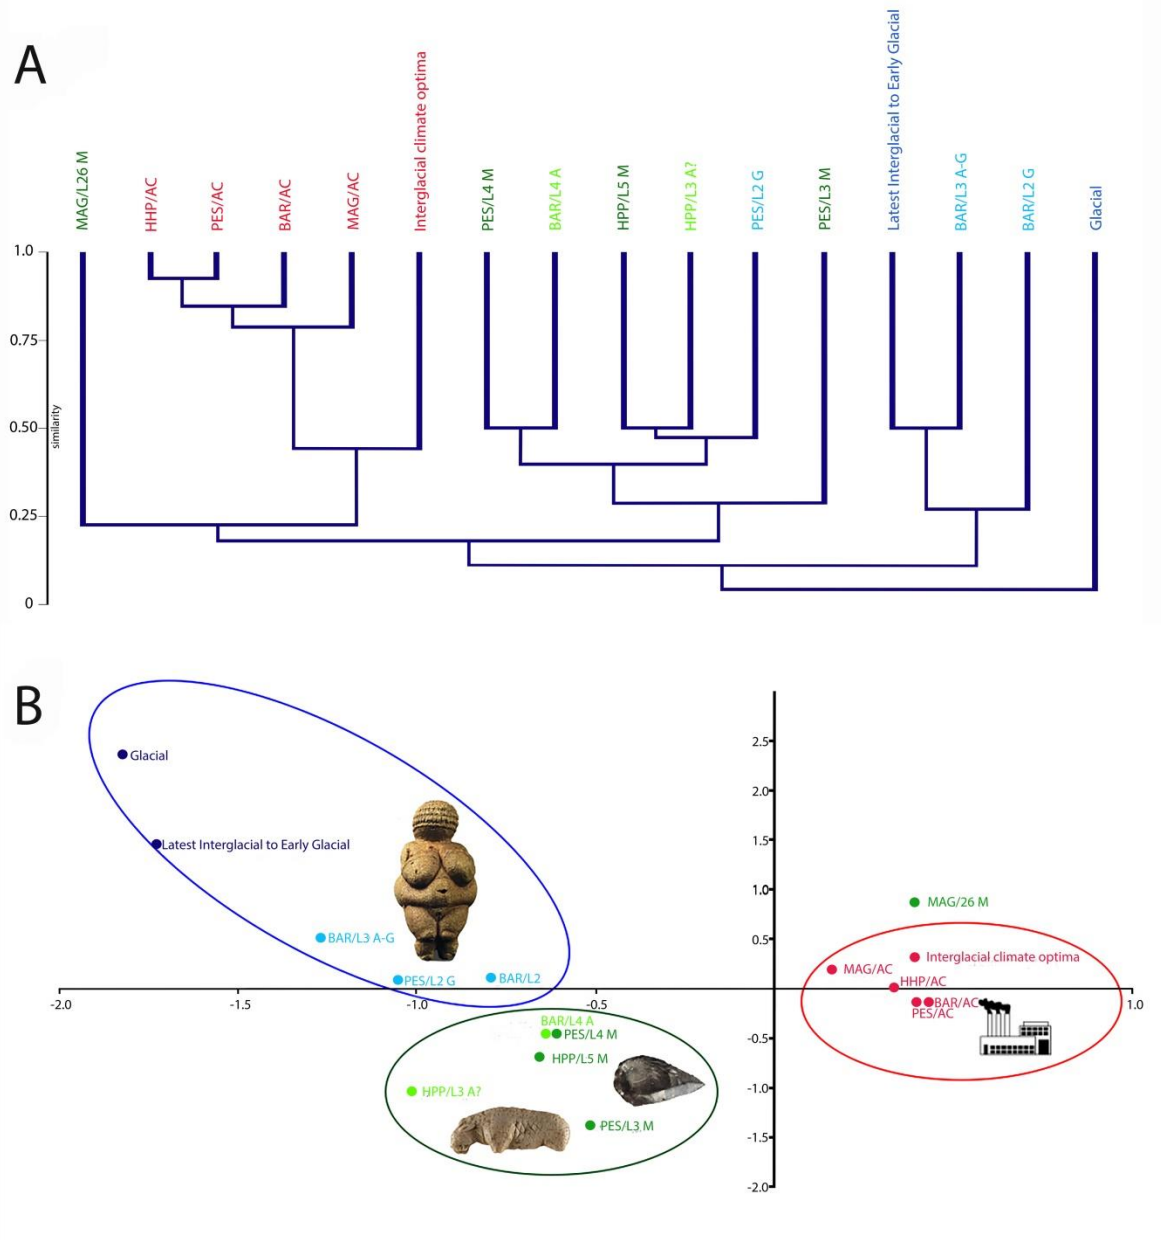 A
MAG/L26 M
HHP/AC
PES/AC
BAR/AC
MAG/AC
Interglacial climate optima
PES/L4 M
BAR/L4 A
HPP/L5 M
HPP/L3 A?
PES/L2 G
PES/L3 M
Latest Interglacial to Early Glacial
BAR/L3 A-G
BAR/L2 G
Glacial
1.0
0.75
0.50
0.25
0
similarity
B
2.5
2.0
1.5
1.0
0.5
-0.5
-1.0
-1.5
-2.0
-2.0
-1.5
-1.0
-0.5
1.0
Glacial
Latest Interglacial to Early Glacial
BAR/L3 A-G
PES/L2 G
BAR/L2
MAG/26 M
Interglacial climate optima
MAG/AC
HHP/AC
BAR/AC
PES/AC
BAR/L4 A
PES/L4 M
HPP/L5 M
HPP/L3 A?
PES/L3 M